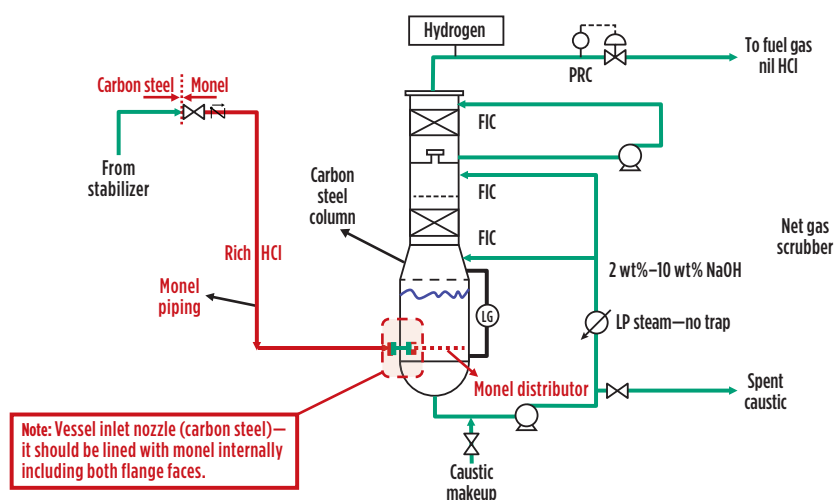 Hydrogen
To fuel gas
nil HCl
PRC
Carbon steel
Monel
FIC
From
stabilizer
Carbon
steel
column
FIC
FIC
Net gas
scrubber
Rich HCl
2 wt%–10 wt% NaOH
Monel
piping
LG
LP steam—no trap
Monel distributor
Spent
caustic
Note: Vessel inlet nozzle (carbon steel)—
it should be lined with monel internally
including both flange faces.
Caustic
makeup